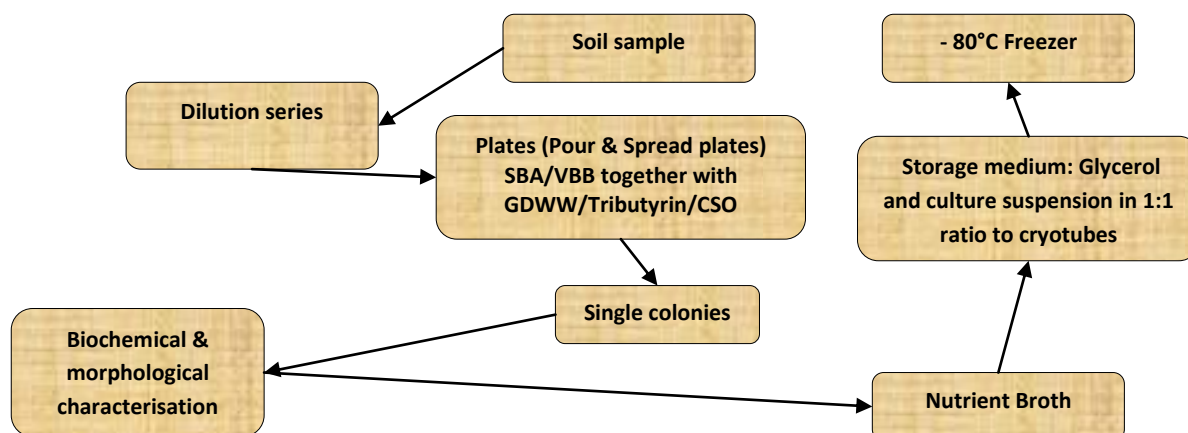 Soil sample
- 80°C Freezer
Dilution series
Plates (Pour & Spread plates)
SBA/VBB together with
GDWW/Tributyrin/CSO
Storage medium: Glycerol
and culture suspension in 1:1
ratio to cryotubes
Single colonies
Biochemical &
morphological
characterisation
Nutrient Broth